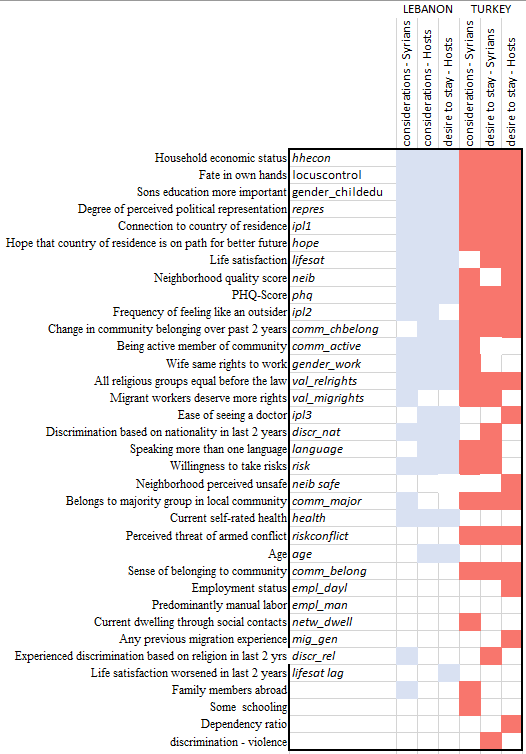 LEBANON TURKEY
considerations - Syrians
considerations - Hosts
desire to stay - Hosts
considerations - Syrians
desire to stay - Syrians
desire to stay - Hosts
Household economic status hhecon
Fate in own hands locuscontrol
Sons education more important gender_childedu
Degree of perceived political representation repres
Connection to country of residence ipl1
Hope that country of residence is on path for better future hope
Life satisfaction lifesat
Neighborhood quality score neib
PHQ-Score phq
Frequency of feeling like an outsider ipl2
Change in community belonging over past 2 years comm_chbelong
Being active member of community comm_active
Wife same rights to work gender_work
All religious groups equal before the law val_relrights
Migrant workers deserve more rights val_migrights
Ease of seeing a doctor ipl3
Discrimination based on nationality in last 2 years discr_nat
Speaking more than one language language
Willingness to take risks risk
Neighborhood perceived unsafe neib safe
Belongs to majority group in local community comm_major
Current self-rated health health
Perceived threat of armed conflict riskconflict
Age age
Sense of belonging to community comm_belong
Employment status empl_dayl
Predominantly manual labor empl_man
Current dwelling through social contacts netw_dwell
Any previous migration experience mig_gen
Experienced discrimination based on religion in last 2 yrs discr_rel
Life satisfaction worsened in last 2 years lifesat lag
Family members abroad
Some schooling
Dependency ratio
discrimination - violence